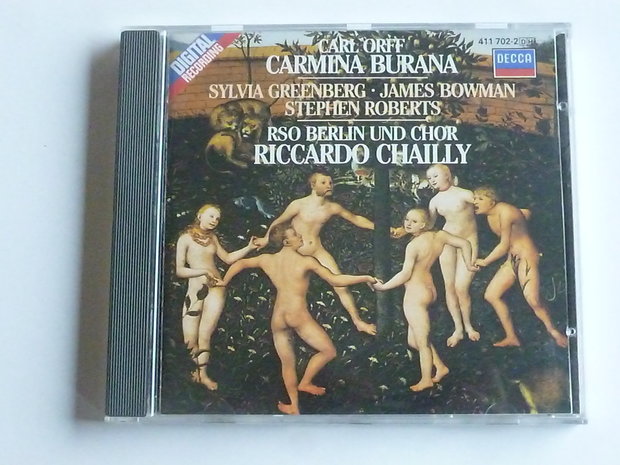 DIGITAL
RECORDING
CARL ORFF
CARMINA BURANA
411 702-2
DH
DECCA
SYLVIA GREENBERG · JAMES BOWMAN
STEPHEN ROBERTS
RSO BERLIN UND CHOR
RICCARDO CHAILLY